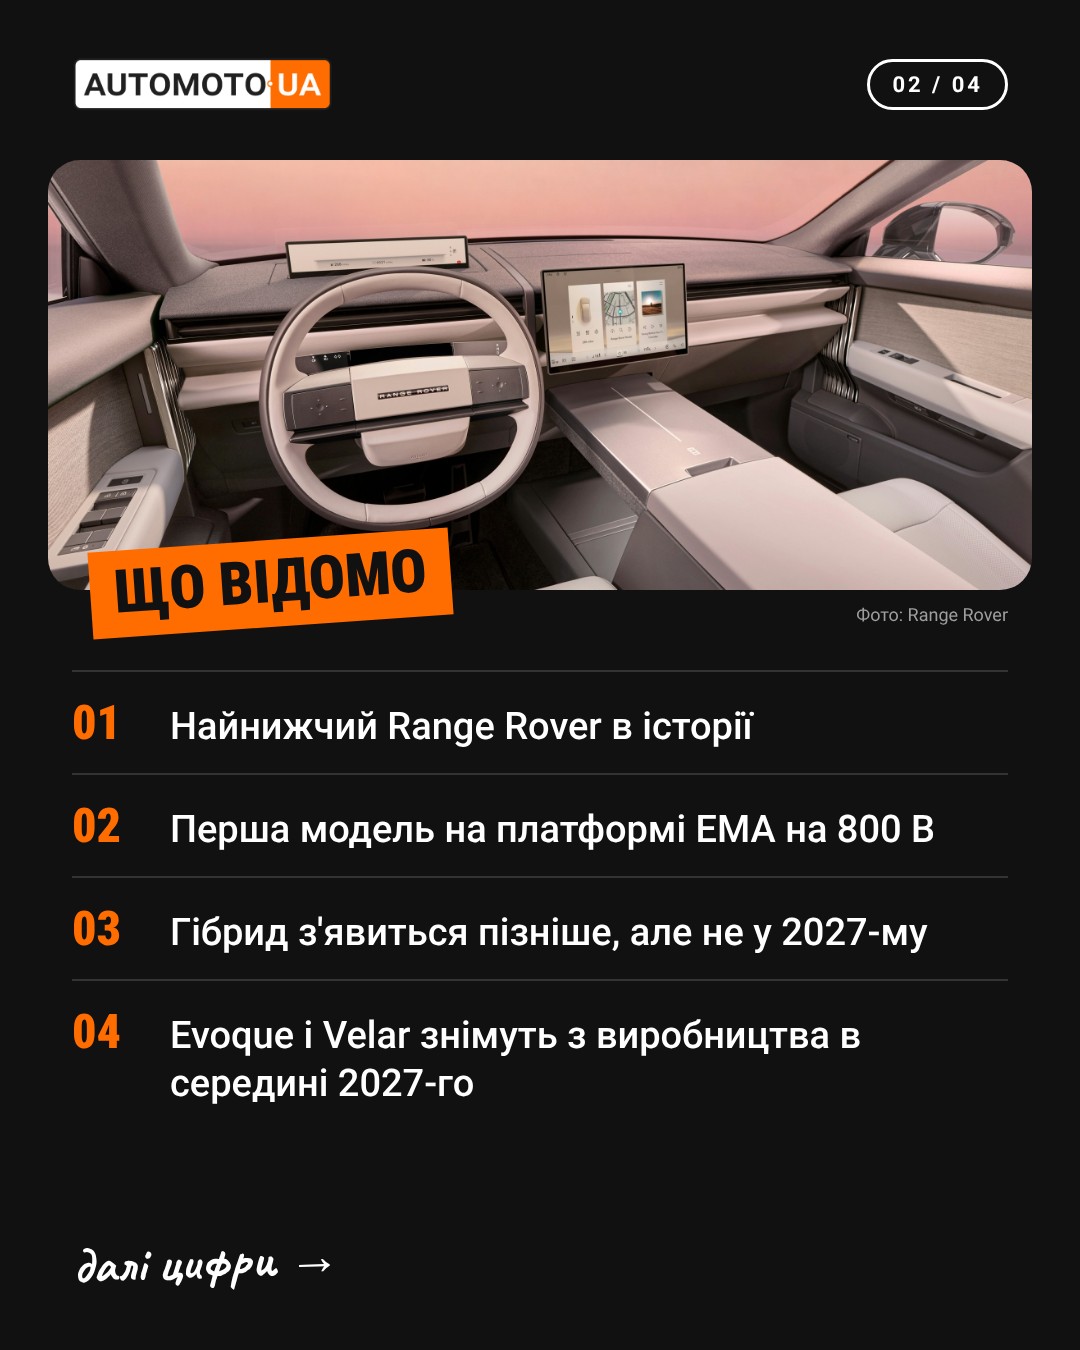 AUTOMOTO UA
02 / 04
RANGE ROVER
ЩО ВІДОМО
Фото: Range Rover
01 Найнижчий Range Rover в історії
02 Перша модель на платформі EMA на 800 В
03 Гібрид з'явиться пізніше, але не у 2027-му
04 Evoque і Velar знімуть з виробництва в
середині 2027-го
далі цифри →